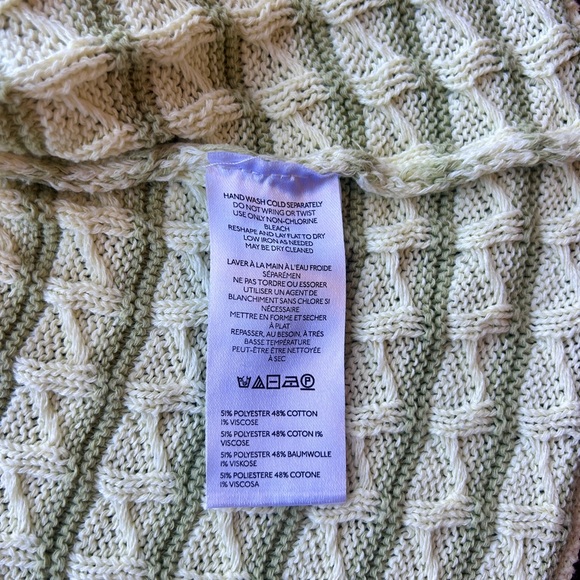 HAND WASH COLD SEPARATELY
DO NOT WRING OR TWIST
USE ONLY NON-CHLORINE
BLEACH
RESHAPE AND LAY FLAT TO DRY
LOW IRON AS NEEDED
MAY BE DRY CLEANED
LAVER À LA MAIN À L'EAU FROIDE
SÉPARÉMEN
NE PAS TORDRE OU ESSORER
UTILISER UN AGENT DE
BLANCHIMENT SANS CHLORE SI
NÉCESSAIRE
METTRE EN FORME ET SECHER
À PLAT
REPASSER, AU BESOIN, À TRÉS
BASSE TEMPÉRATURE
PEUT-ÊTRE ÊTRE NETTOYÉE
À SEC
51% POLYESTER 48% COTTON
1% VISCOSE
51% POLYESTER 48% COTON 1%
VISCOSE
51% POLYESTER 48% BAUMWOLLE
1% VISKOSE
51% POLIESTERE 48% COTONE
1% VISCOSA